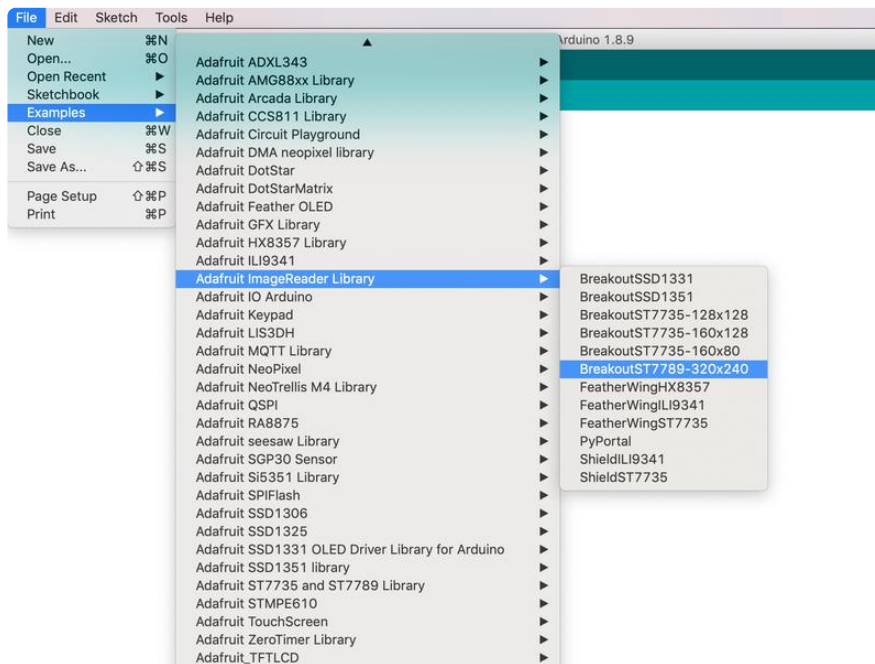 File Edit Sketch Tools Help
Arduino 1.8.9
New ⌘N
Open... ⌘O
Open Recent ▶
Sketchbook ▶
Examples ▶
Close ⌘W
Save ⌘S
Save As... ⇧⌘S
Page Setup ⇧⌘P
Print ⌘P
▲
Adafruit ADXL343 ▶
Adafruit AMG88xx Library ▶
Adafruit Arcada Library ▶
Adafruit CCS811 Library ▶
Adafruit Circuit Playground ▶
Adafruit DMA neopixel library ▶
Adafruit DotStar ▶
Adafruit DotStarMatrix ▶
Adafruit Feather OLED ▶
Adafruit GFX Library ▶
Adafruit HX8357 Library ▶
Adafruit ILI9341 ▶
Adafruit ImageReader Library ▶
Adafruit IO Arduino ▶
Adafruit Keypad ▶
Adafruit LIS3DH ▶
Adafruit MQTT Library ▶
Adafruit NeoPixel ▶
Adafruit NeoTrellis M4 Library ▶
Adafruit QSPI ▶
Adafruit RA8875 ▶
Adafruit seesaw Library ▶
Adafruit SGP30 Sensor ▶
Adafruit Si5351 Library ▶
Adafruit SPIFlash ▶
Adafruit SSD1306 ▶
Adafruit SSD1325 ▶
Adafruit SSD1331 OLED Driver Library for Arduino ▶
Adafruit SSD1351 library ▶
Adafruit ST7735 and ST7789 Library ▶
Adafruit STMPE610 ▶
Adafruit TouchScreen ▶
Adafruit ZeroTimer Library ▶
Adafruit_TFTLCD ▶
BreakoutSSD1331
BreakoutSSD1351
BreakoutST7735-128x128
BreakoutST7735-160x128
BreakoutST7735-160x80
BreakoutST7789-320x240
FeatherWingHX8357
FeatherWingILI9341
FeatherWingST7735
PyPortal
ShieldILI9341
ShieldST7735